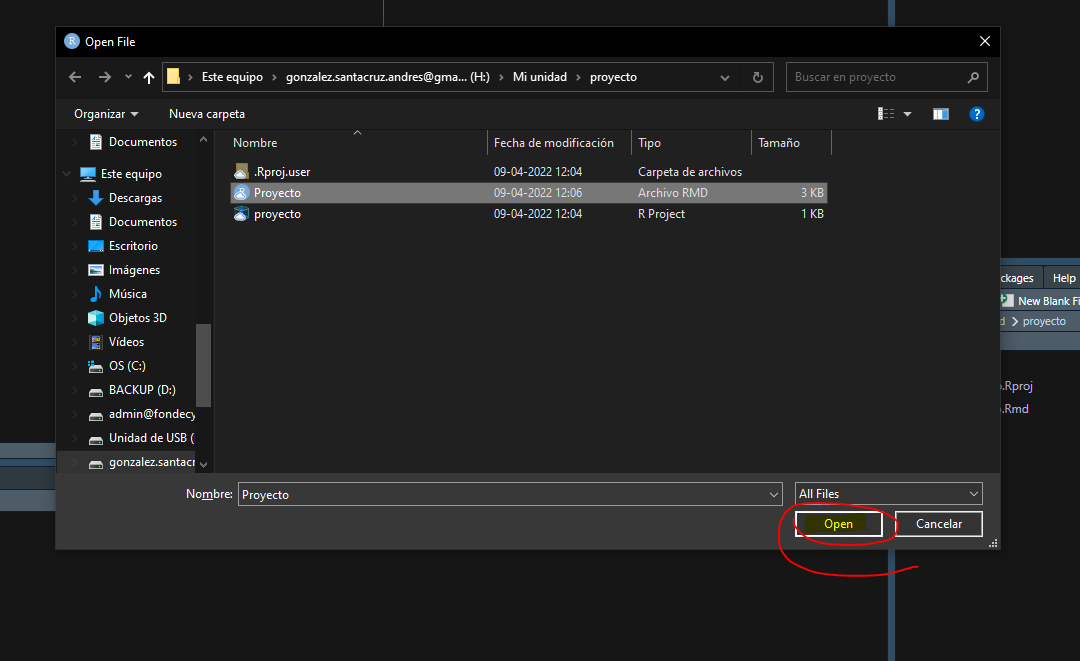 Open File
Este equipo
gonzalez.santacruz.andres@gma... (H:)
Mi unidad
proyecto
Buscar en proyecto
Organizar
Nueva carpeta
Documentos
Este equipo
Descargas
Documentos
Escritorio
Imágenes
Música
Objetos 3D
Vídeos
OS (C:)
BACKUP (D:)
admin@fondecy
Unidad de USB (
gonzalez.santacr
Nombre Fecha de modificación Tipo Tamaño
.Rproj.user 09-04-2022 12:04 Carpeta de archivos
Proyecto 09-04-2022 12:06 Archivo RMD 3 KB
proyecto 09-04-2022 12:04 R Project 1 KB
Nombre: Proyecto
All Files
Open
Cancelar
ckages Help
New Blank Fi
d proyecto
.Rproj
.Rmd